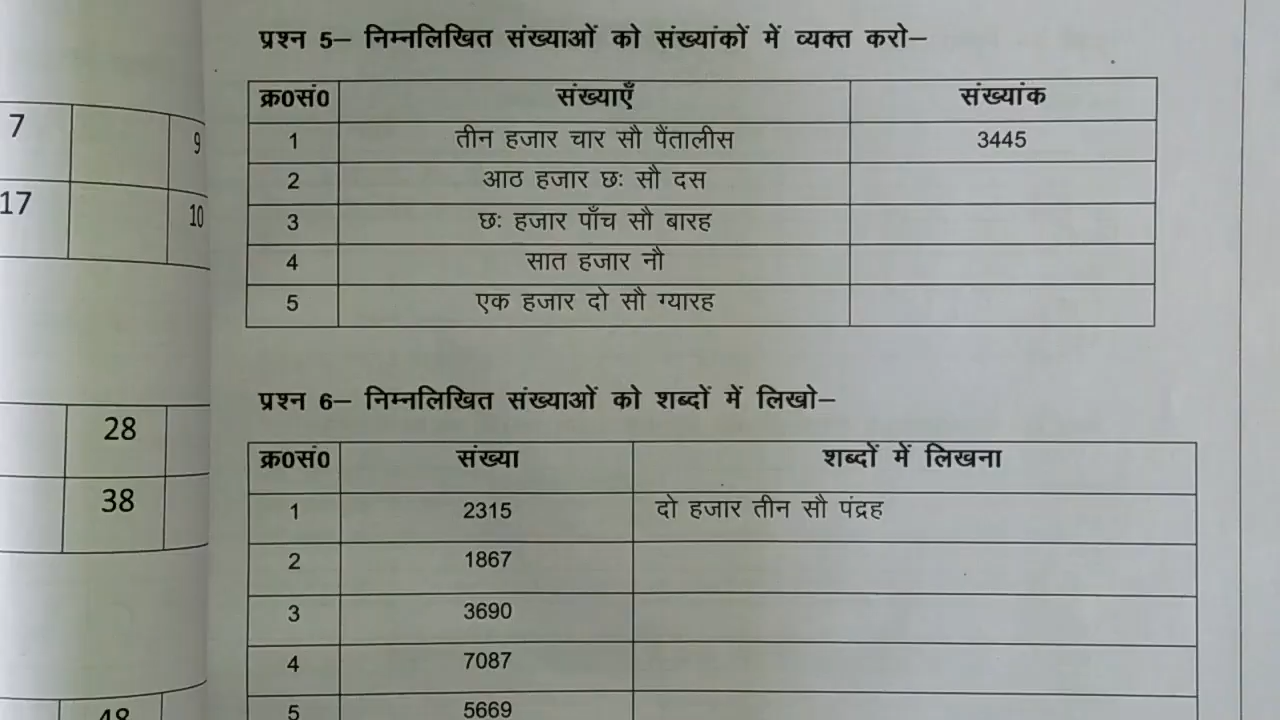 7
9
17
10
28
38
48
प्रश्न 5– निम्नलिखित संख्याओं को संख्यांकों में व्यक्त करो–
क्र0सं0 संख्याएँ संख्यांक
1 तीन हजार चार सौ पैंतालीस 3445
2 आठ हजार छः सौ दस
3 छः हजार पाँच सौ बारह
4 सात हजार नौ
5 एक हजार दो सौ ग्यारह
प्रश्न 6– निम्नलिखित संख्याओं को शब्दों में लिखो–
क्र0सं0 संख्या शब्दों में लिखना
1 2315 दो हजार तीन सौ पंद्रह
2 1867
3 3690
4 7087
5 5669